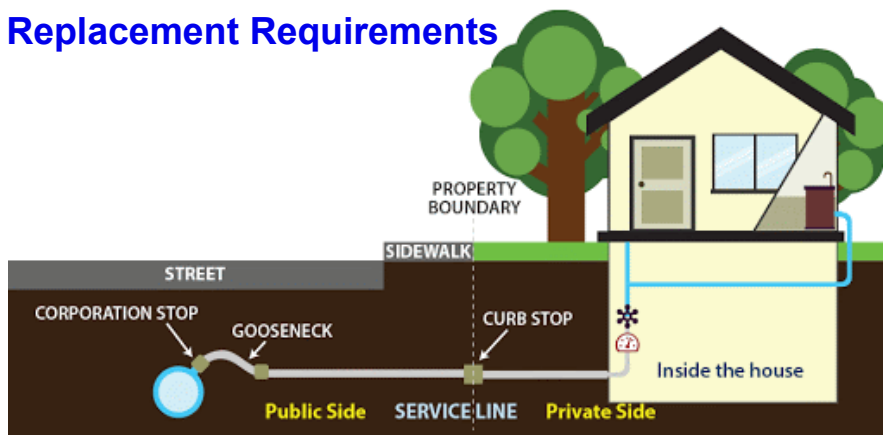 Replacement Requirements
PROPERTY
BOUNDARY
SIDEWALK
STREET
CORPORATION STOP
GOOSENECK
CURB STOP
Inside the house
Public Side
SERVICE LINE
Private Side